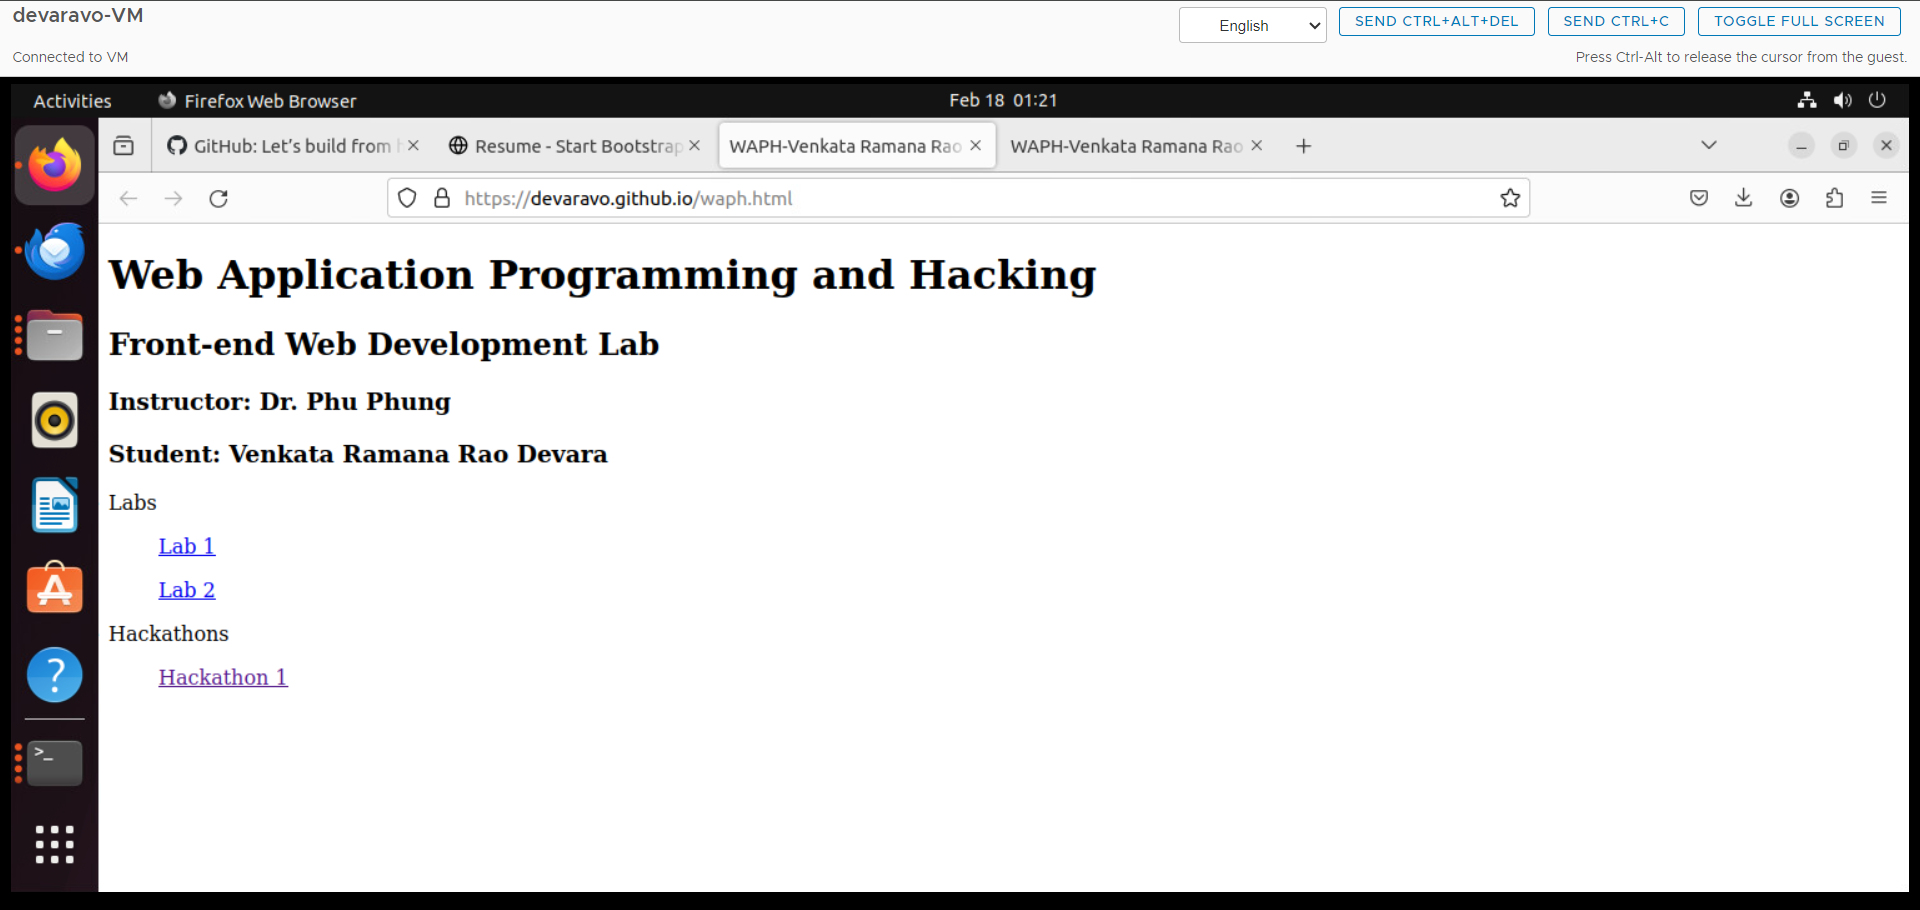 devaravo-VM
English
SEND CTRL+ALT+DEL
SEND CTRL+C
TOGGLE FULL SCREEN
Connected to VM
Press Ctrl-Alt to release the cursor from the guest.
Activities
Firefox Web Browser
Feb 18 01:21
GitHub: Let's build from
Resume - Start Bootstrap
WAPH-Venkata Ramana Rao
WAPH-Venkata Ramana Rao
https://devaravo.github.io/waph.html
Web Application Programming and Hacking
Front-end Web Development Lab
Instructor: Dr. Phu Phung
Student: Venkata Ramana Rao Devara
Labs
Lab 1
Lab 2
Hackathons
Hackathon 1